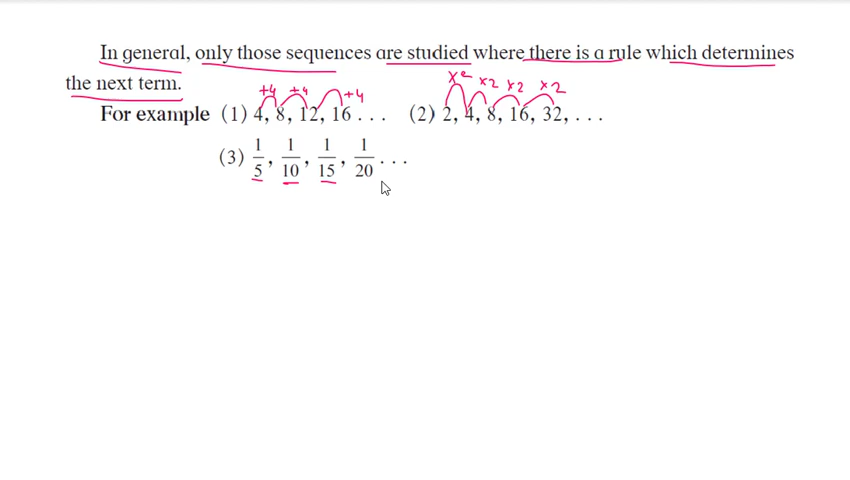 In general, only those sequences are studied where there is a rule which determines
the next term.
×2 ×2 ×2 ×2
+4 +4 +4
For example (1) 4, 8, 12, 16 . . . (2) 2, 4, 8, 16, 32, . . .
(3) 1/5, 1/10, 1/15, 1/20 . . .